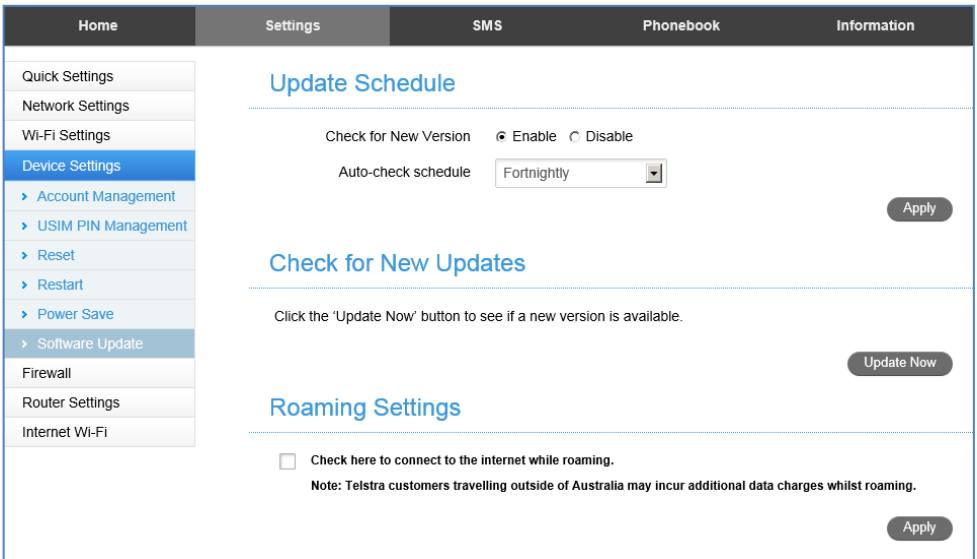 Home Settings SMS Phonebook Information
Quick Settings
Network Settings
Wi-Fi Settings
Device Settings
Account Management
USIM PIN Management
Reset
Restart
Power Save
Software Update
Firewall
Router Settings
Internet Wi-Fi
Update Schedule
Check for New Version Enable Disable
Auto-check schedule Fortnightly
Apply
Check for New Updates
Click the ‘Update Now’ button to see if a new version is available.
Update Now
Roaming Settings
Check here to connect to the internet while roaming.
Note: Telstra customers travelling outside of Australia may incur additional data charges whilst roaming.
Apply